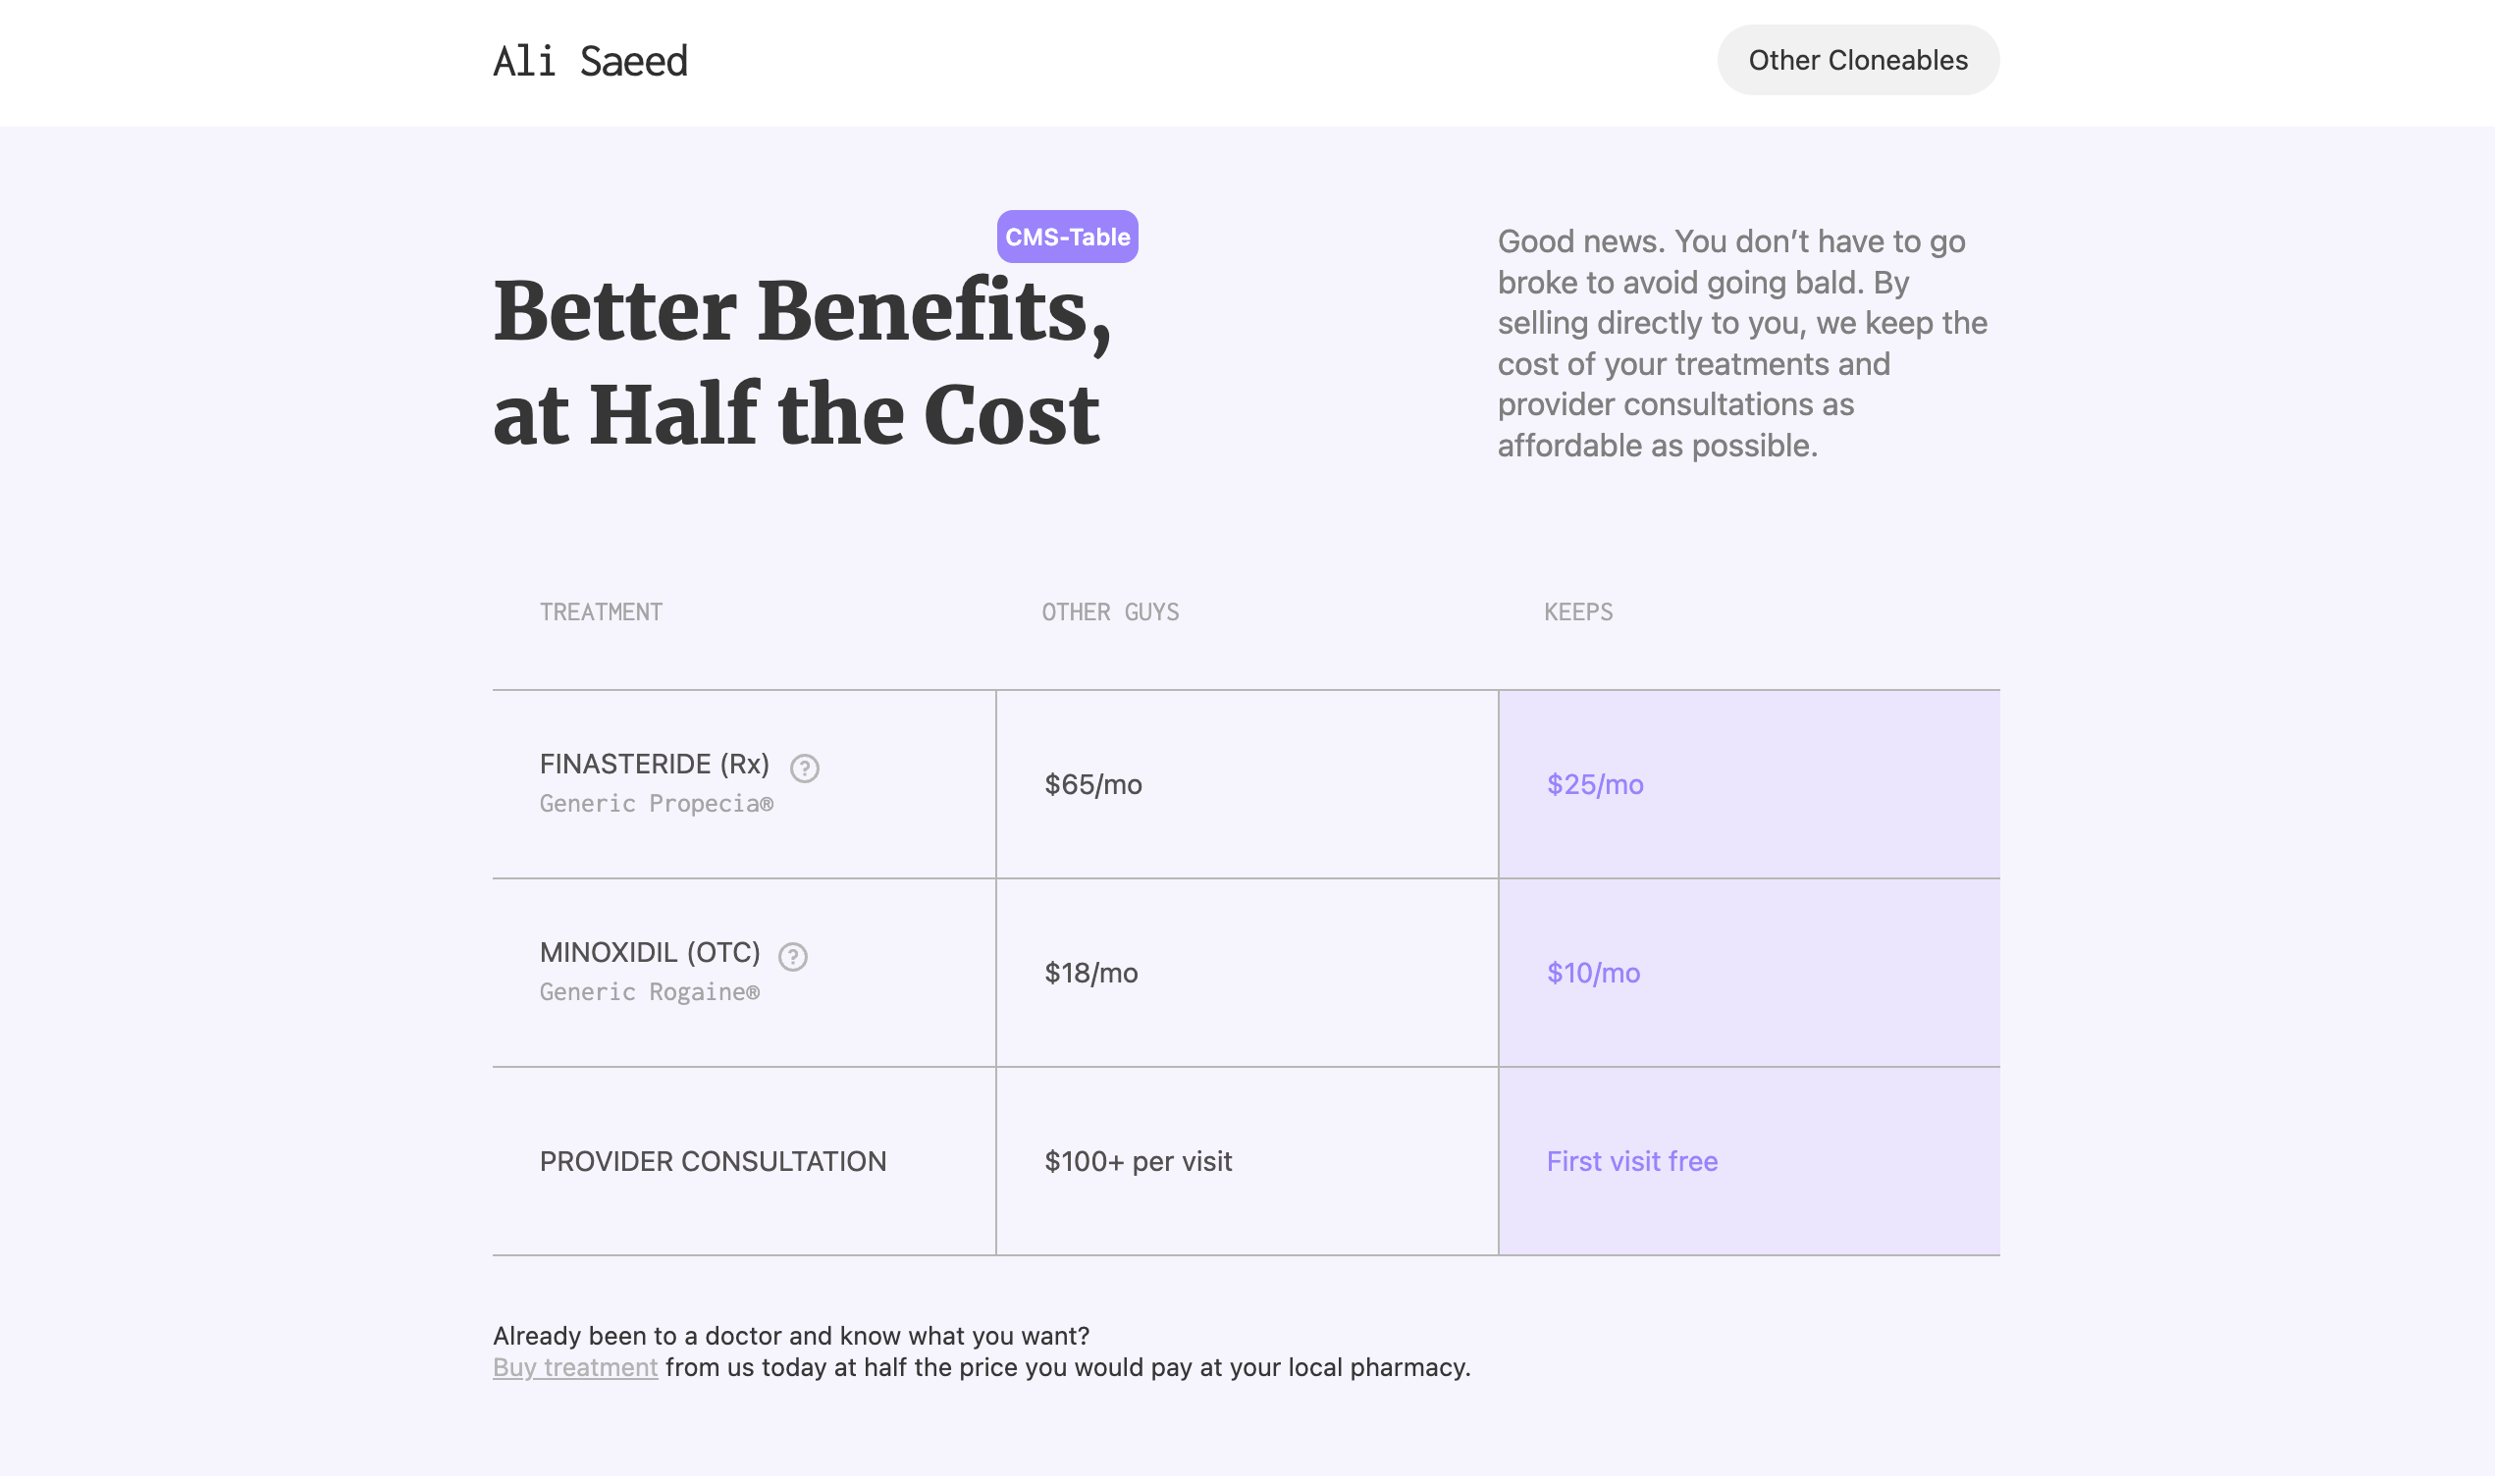 Ali Saeed
Other Cloneables
CMS-Table
Better Benefits,
at Half the Cost
Good news. You don’t have to go
broke to avoid going bald. By
selling directly to you, we keep the
cost of your treatments and
provider consultations as
affordable as possible.
TREATMENT
OTHER GUYS
KEEPS
FINASTERIDE (Rx) ?
Generic Propecia®
$65/mo
$25/mo
MINOXIDIL (OTC) ?
Generic Rogaine®
$18/mo
$10/mo
PROVIDER CONSULTATION
$100+ per visit
First visit free
Already been to a doctor and know what you want?
Buy treatment from us today at half the price you would pay at your local pharmacy.